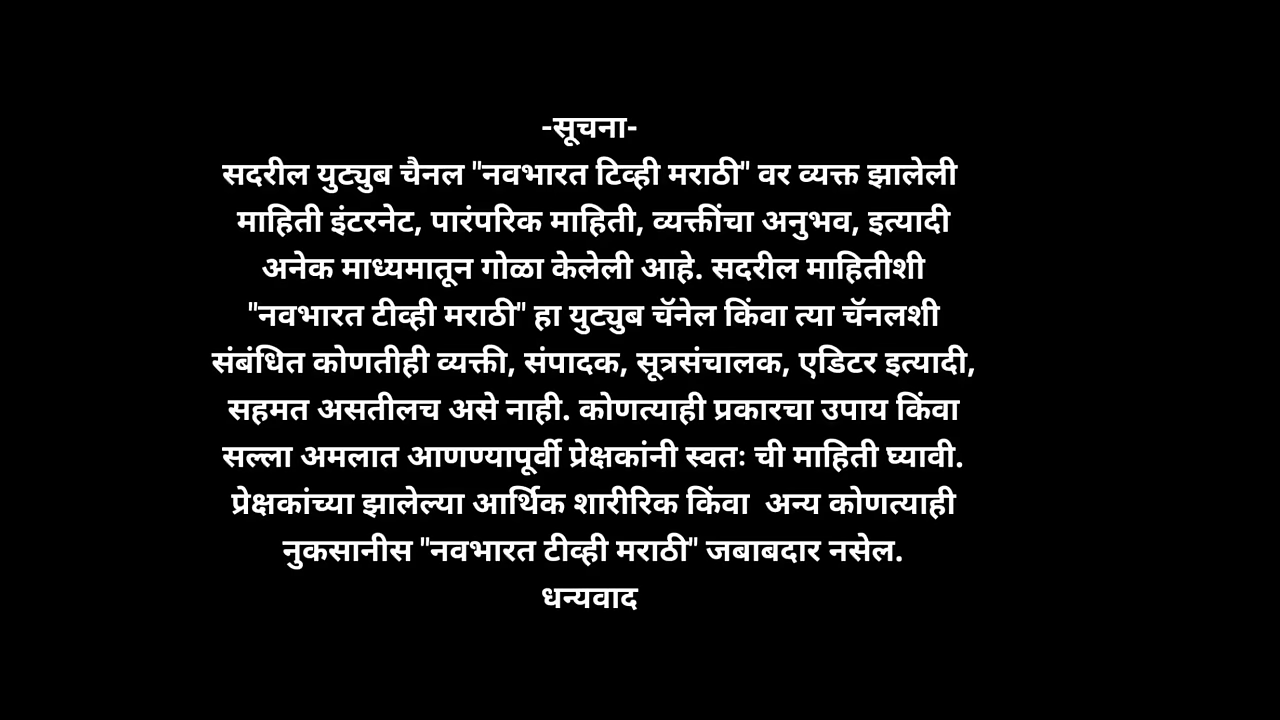 -सूचना-
सदरील युट्युब चैनल "नवभारत टिव्ही मराठी" वर व्यक्त झालेली
माहिती इंटरनेट, पारंपरिक माहिती, व्यक्तींचा अनुभव, इत्यादी
अनेक माध्यमातून गोळा केलेली आहे. सदरील माहितीशी
"नवभारत टीव्ही मराठी" हा युट्युब चॅनेल किंवा त्या चॅनलशी
संबंधित कोणतीही व्यक्ती, संपादक, सूत्रसंचालक, एडिटर इत्यादी,
सहमत असतीलच असे नाही. कोणत्याही प्रकारचा उपाय किंवा
सल्ला अमलात आणण्यापूर्वी प्रेक्षकांनी स्वतः ची माहिती घ्यावी.
प्रेक्षकांच्या झालेल्या आर्थिक शारीरिक किंवा  अन्य कोणत्याही
नुकसानीस "नवभारत टीव्ही मराठी" जबाबदार नसेल.
धन्यवाद